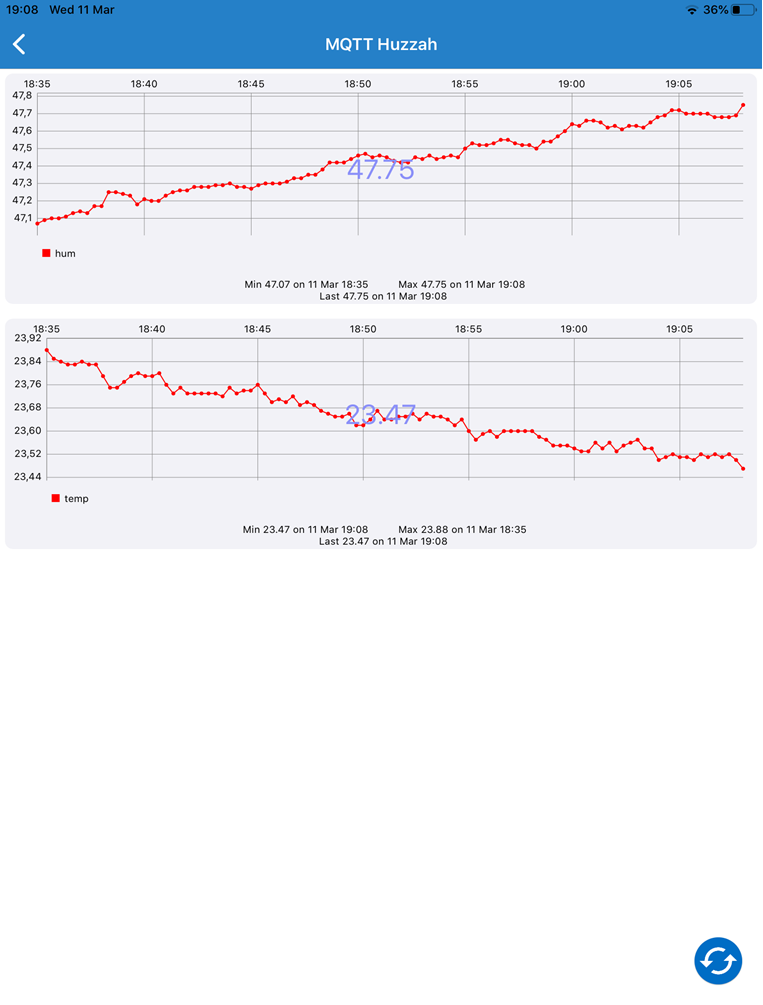 19:08 Wed 11 Mar 36%
MQTT Huzzah
18:35 18:40 18:45 18:50 18:55 19:00 19:05
47,8
47,7
47,6
47,5
47,4
47,3
47,2
47,1
47.75
hum
Min 47.07 on 11 Mar 18:35 Max 47.75 on 11 Mar 19:08
Last 47.75 on 11 Mar 19:08
18:35 18:40 18:45 18:50 18:55 19:00 19:05
23,92
23,84
23,76
23,68
23,60
23,52
23,44
23.47
temp
Min 23.47 on 11 Mar 19:08 Max 23.88 on 11 Mar 18:35
Last 23.47 on 11 Mar 19:08